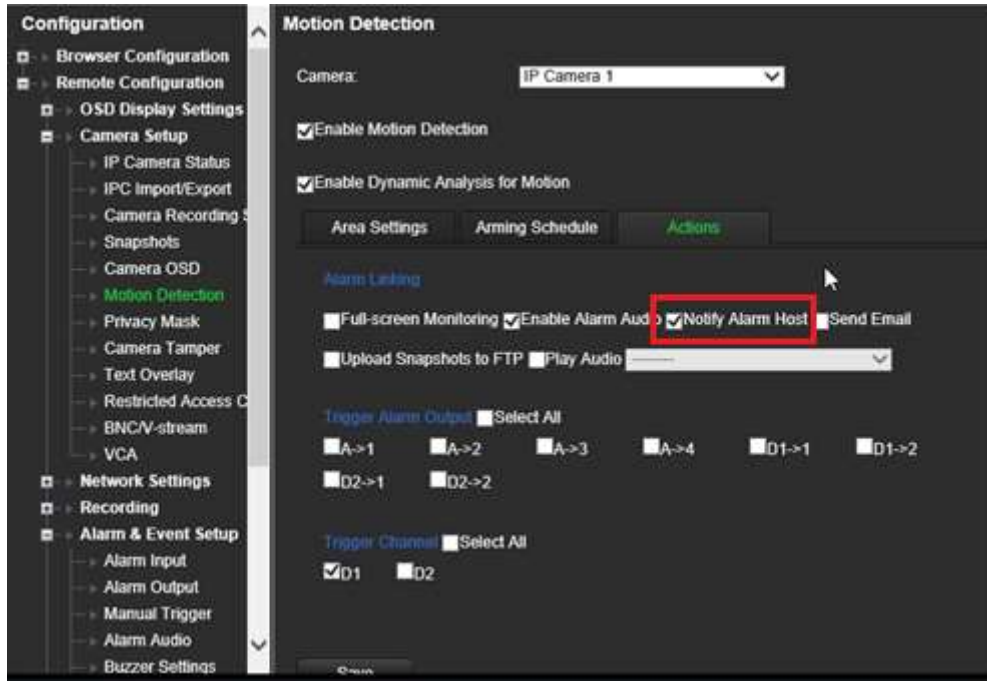 Configuration
Browser Configuration
Remote Configuration
OSD Display Settings
Camera Setup
IP Camera Status
IPC Import/Export
Camera Recording S
Snapshots
Camera OSD
Motion Detection
Privacy Mask
Camera Tamper
Text Overlay
Restricted Access C
BNC/V-stream
VCA
Network Settings
Recording
Alarm & Event Setup
Alarm Input
Alarm Output
Manual Trigger
Alarm Audio
Buzzer Settings
Motion Detection
Camera: IP Camera 1
Enable Motion Detection
Enable Dynamic Analysis for Motion
Area Settings Arming Schedule Actions
Alarm Linking
Full-screen Monitoring Enable Alarm Audio Notify Alarm Host Send Email
Upload Snapshots to FTP Play Audio --------
Trigger Alarm Output Select All
A->1 A->2 A->3 A->4 D1->1 D1->2
D2->1 D2->2
Trigger Channel Select All
D1 D2
Save